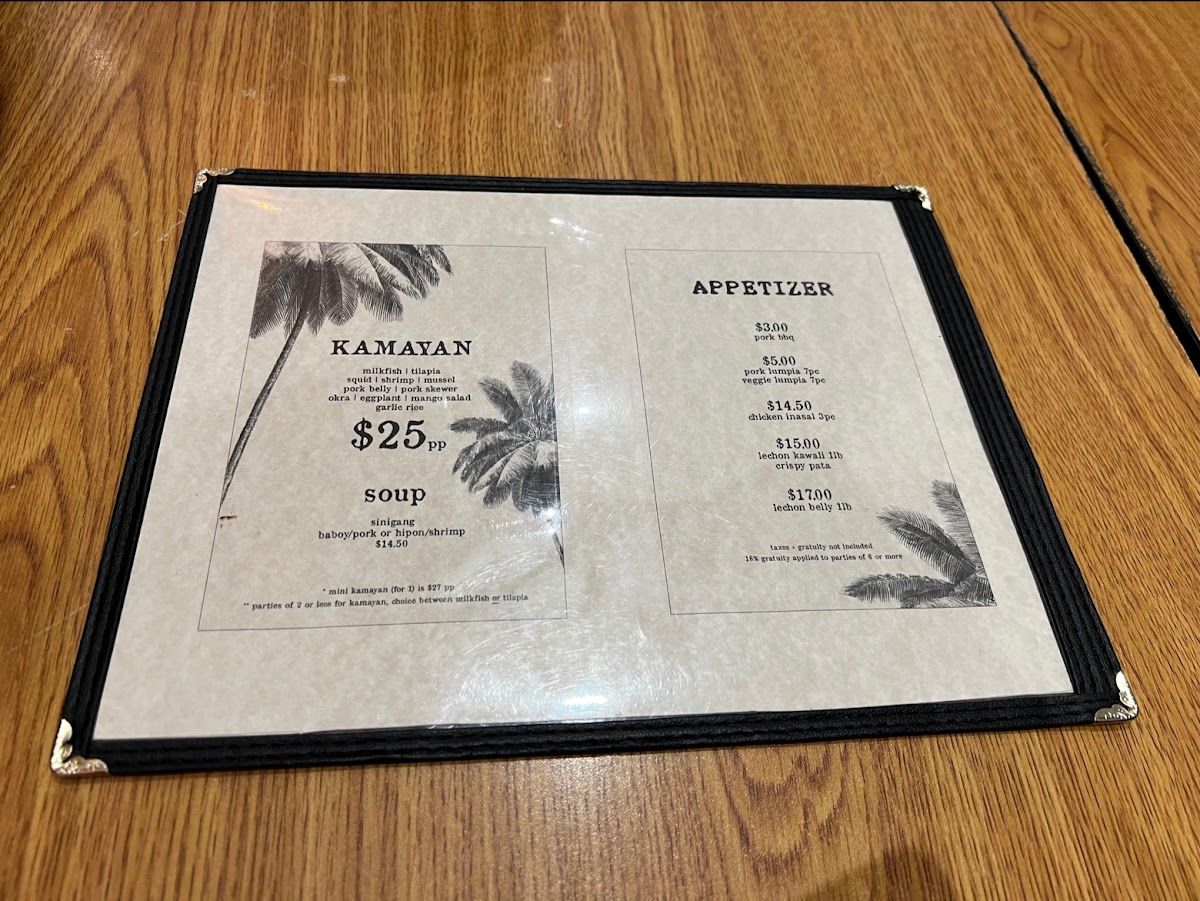 KAMAYAN
milkfish | tilapia
squid | shrimp | mussel
pork belly | pork skewer
okra | eggplant | mango salad
garlic rice
$25pp
soup
sinigang
baboy/pork or hipon/shrimp
$14.50
* mini kamayan (for 1) is $27 pp
** parties of 2 or less for kamayan, choice between milkfish or tilapia
APPETIZER
$3.00
pork bbq
$5.00
pork lumpia 7pc
veggie lumpia 7pc
$14.50
chicken inasal 3pc
$15.00
lechon kawali 1lb
crispy pata
$17.00
lechon belly 1lb
taxes + gratuity not included
18% gratuity applied to parties of 6 or more